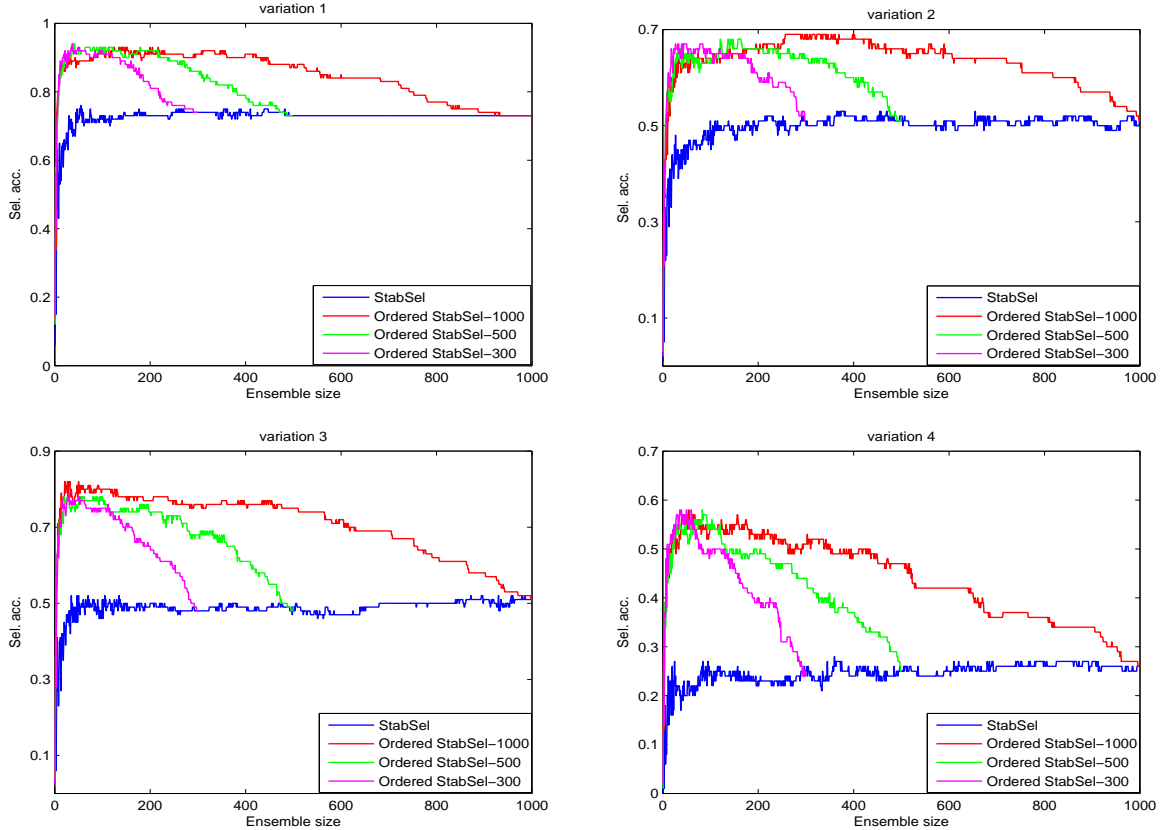 variation 1
1
0.8
0.6
0.4
0.2
0
Sel. acc.
0 200 400 600 800 1000
Ensemble size
StabSel
Ordered StabSel−1000
Ordered StabSel−500
Ordered StabSel−300
variation 2
0.7
0.5
0.3
0.1
Sel. acc.
0 200 400 600 800 1000
Ensemble size
StabSel
Ordered StabSel−1000
Ordered StabSel−500
Ordered StabSel−300
variation 3
0.9
0.7
0.5
0.3
0.1
Sel. acc.
0 200 400 600 800 1000
Ensemble size
StabSel
Ordered StabSel−1000
Ordered StabSel−500
Ordered StabSel−300
variation 4
0.7
0.6
0.5
0.4
0.3
0.2
0.1
0
Sel. acc.
0 200 400 600 800 1000
Ensemble size
StabSel
Ordered StabSel−1000
Ordered StabSel−500
Ordered StabSel−300